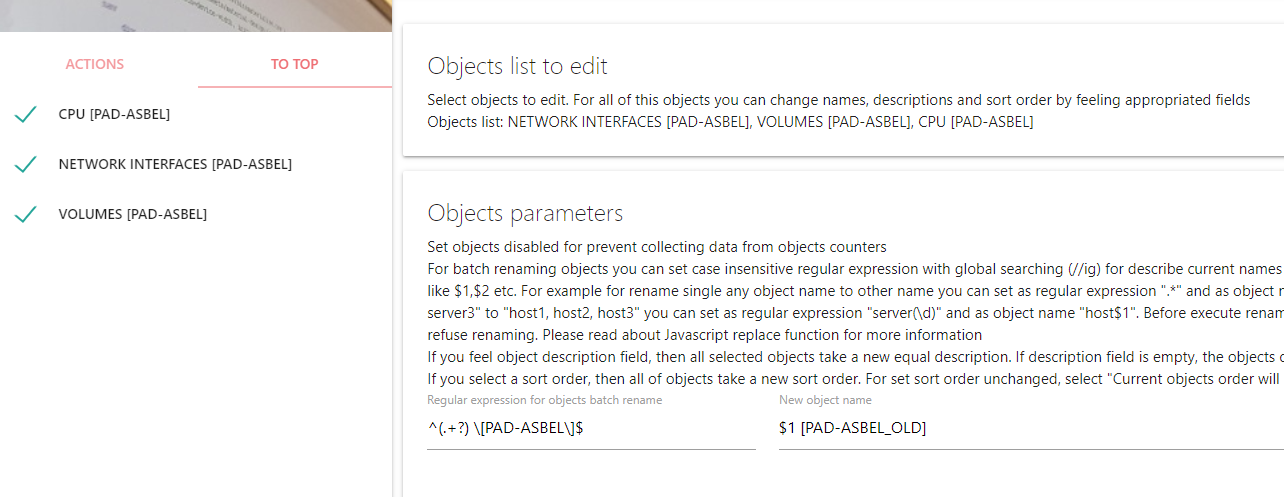 ACTIONS
TO TOP
CPU [PAD-ASBEL]
NETWORK INTERFACES [PAD-ASBEL]
VOLUMES [PAD-ASBEL]
Objects list to edit
Select objects to edit. For all of this objects you can change names, descriptions and sort order by feeling appropriated fields
Objects list: NETWORK INTERFACES [PAD-ASBEL], VOLUMES [PAD-ASBEL], CPU [PAD-ASBEL]
Objects parameters
Set objects disabled for prevent collecting data from objects counters
For batch renaming objects you can set case insensitive regular expression with global searching (//ig) for describe current names
like $1,$2 etc. For example for rename single any object name to other name you can set as regular expression ".*" and as object n
server3" to "host1, host2, host3" you can set as regular expression "server(\d)" and as object name "host$1". Before execute renam
refuse renaming. Please read about Javascript replace function for more information
If you feel object description field, then all selected objects take a new equal description. If description field is empty, the objects d
If you select a sort order, then all of objects take a new sort order. For set sort order unchanged, select "Current objects order will
Regular expression for objects batch rename
New object name
^(.+?) \[PAD-ASBEL\]$
$1 [PAD-ASBEL_OLD]